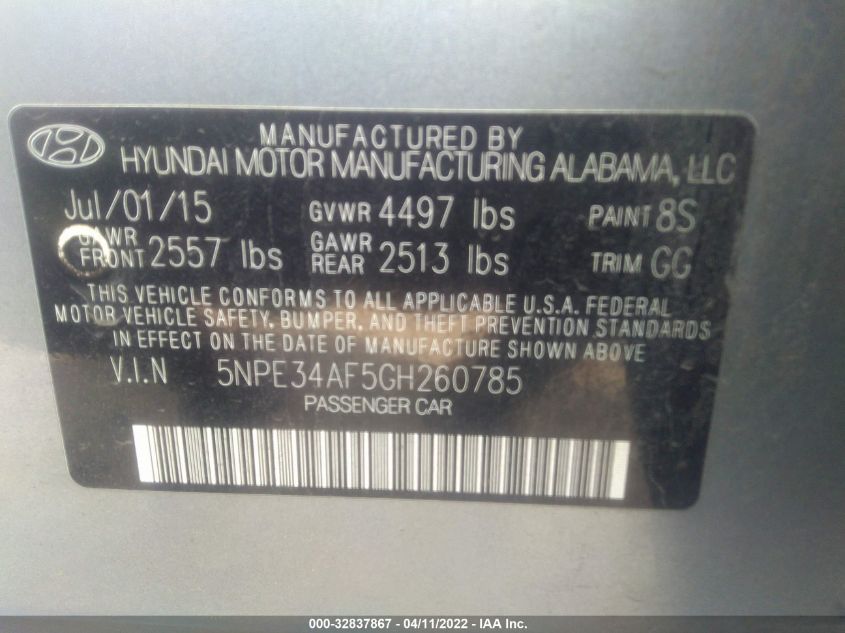 MANUFACTURED BY
HYUNDAI MOTOR MANUFACTURING ALABAMA, LLC
Jul/01/15 GVWR 4497 lbs PAINT 8S
GAWR FRONT 2557 lbs GAWR REAR 2513 lbs TRIM GG
THIS VEHICLE CONFORMS TO ALL APPLICABLE U.S.A. FEDERAL
MOTOR VEHICLE SAFETY, BUMPER, AND THEFT PREVENTION STANDARDS
IN EFFECT ON THE DATE OF MANUFACTURE SHOWN ABOVE
V.I.N 5NPE34AF5GH260785
PASSENGER CAR
000-32837867 - 04/11/2022 - IAA Inc.